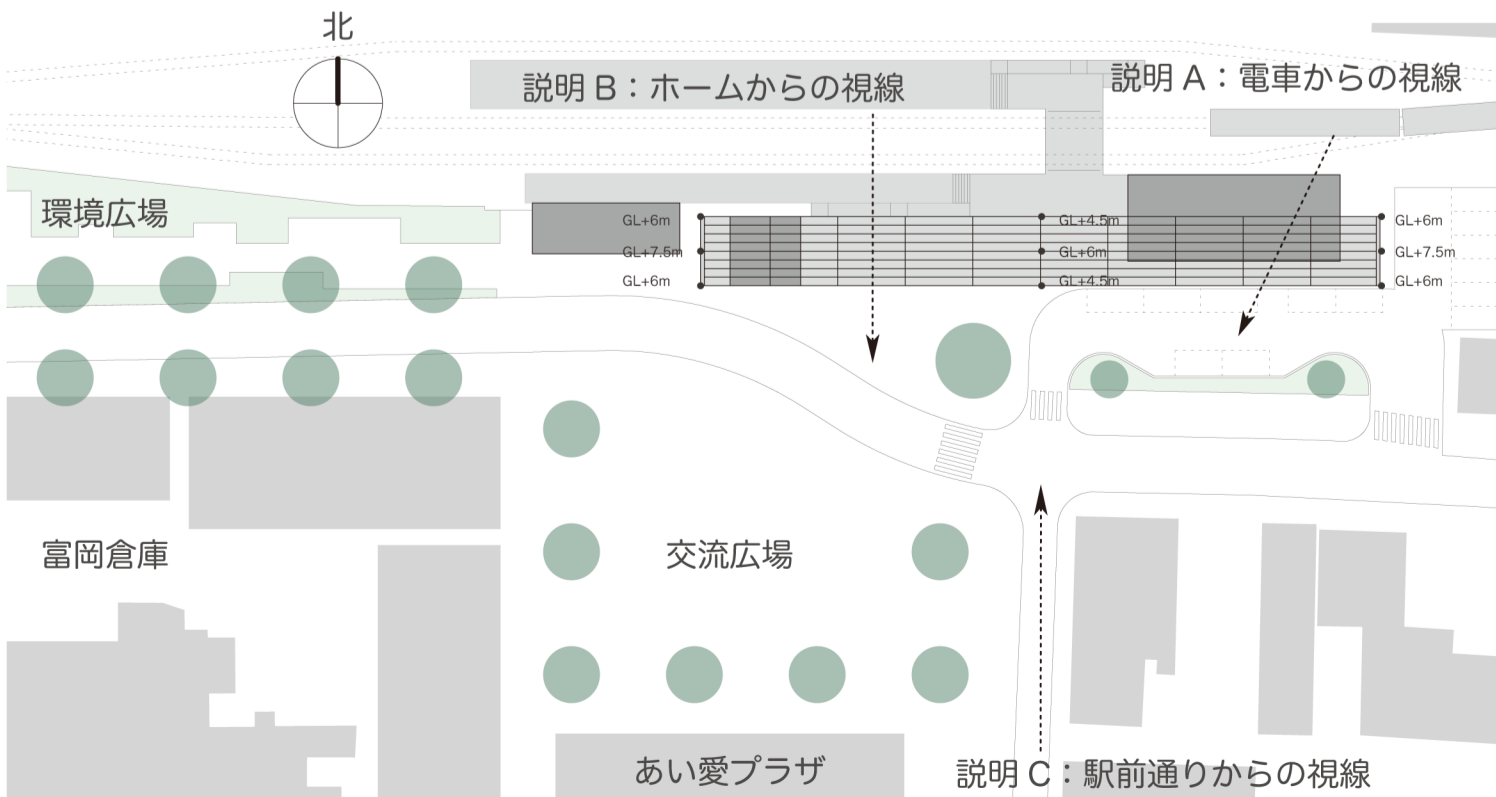 北
説明 B：ホームからの視線
説明 A：電車からの視線
環境広場
GL+6m
GL+4.5m
GL+6m
GL+7.5m
GL+6m
GL+7.5m
GL+6m
GL+4.5m
GL+6m
富岡倉庫
交流広場
あい愛プラザ
説明 C：駅前通りからの視線